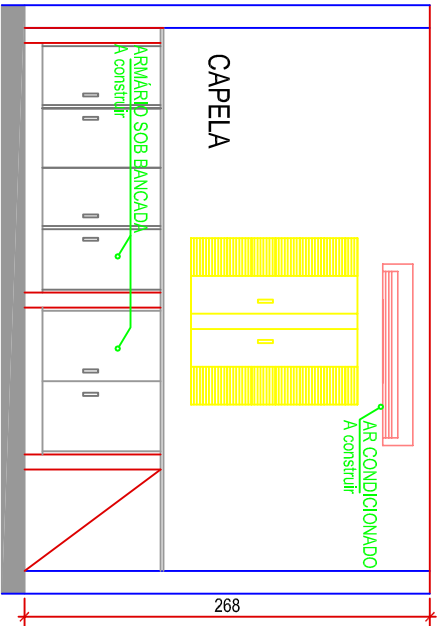 CAPELA
ARMÁRIO SOB BANCADA
A construir
AR CONDICIONADO
A construir
268